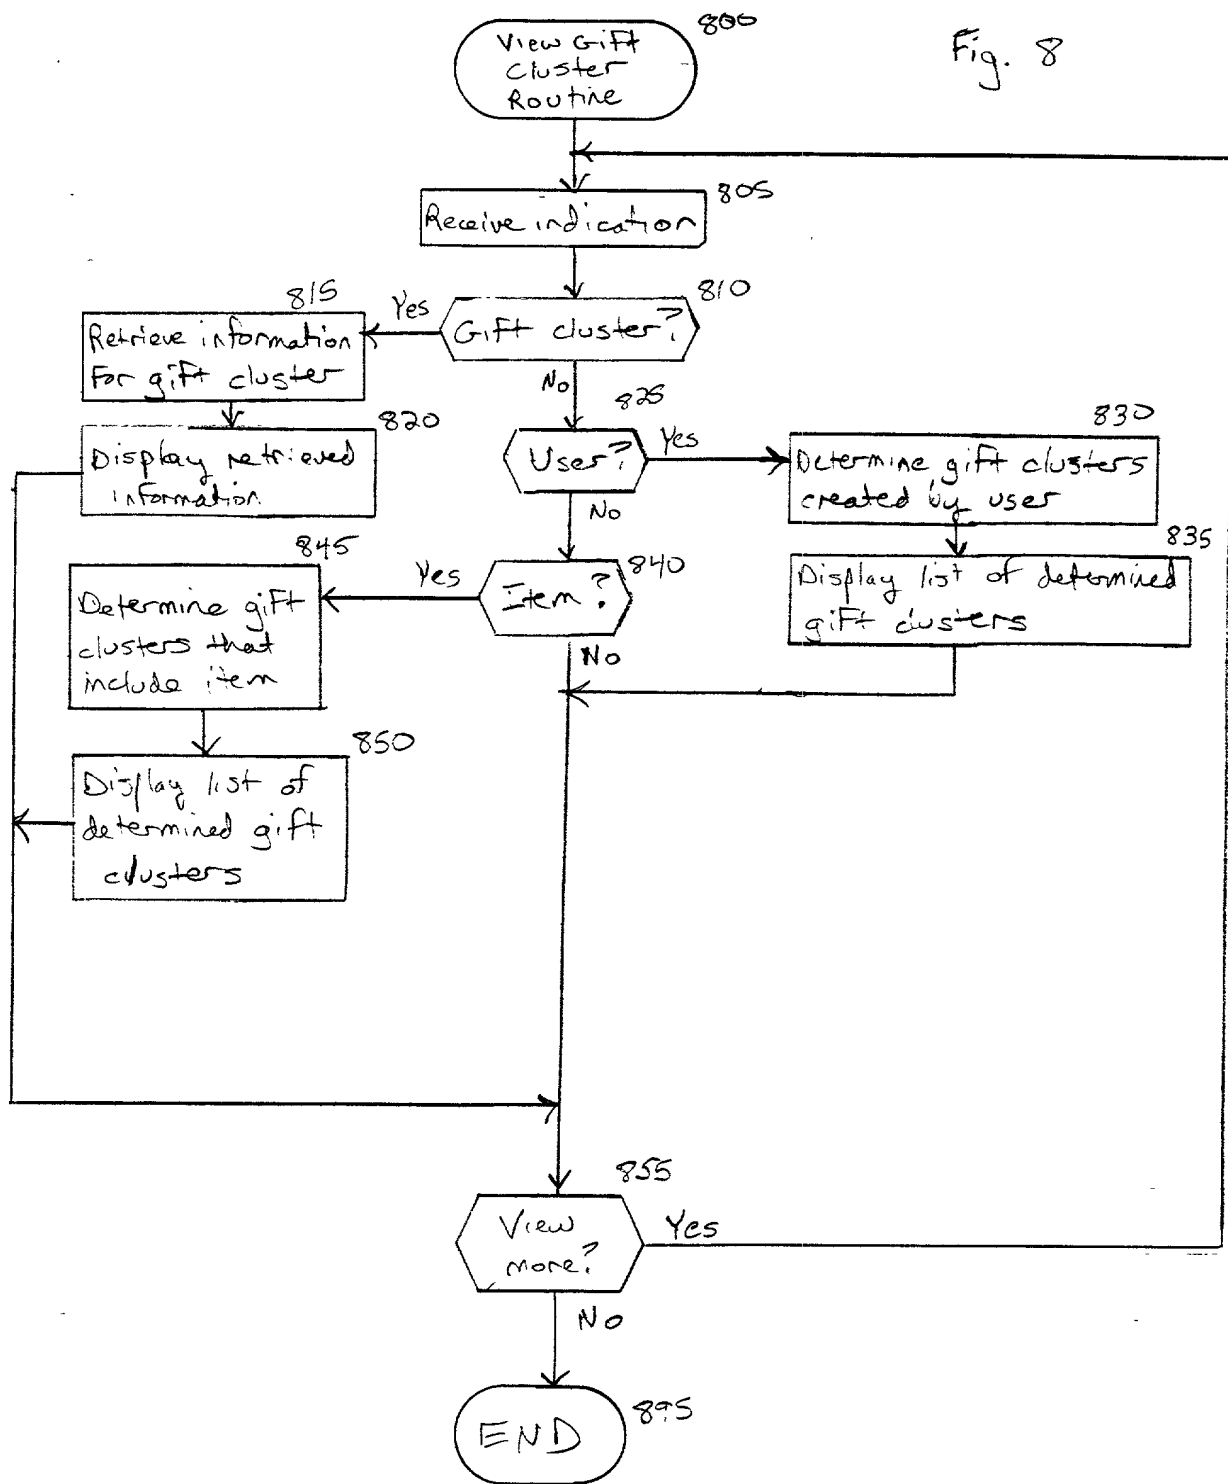 800
View Gift
Cluster
Routine
Fig. 8
805
Receive indication
810
Gift cluster?
Yes
815
Retrieve information
for gift cluster
No
820
Display retrieved
information
825
User?
Yes
830
Determine gift clusters
created by user
No
835
Display list of determined
gift clusters
840
Item?
Yes
845
Determine gift
clusters that
include item
No
850
Display list of
determined gift
clusters
855
View
more?
Yes
No
895
END